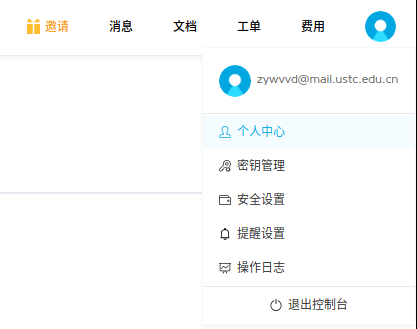 邀请 消息 文档 工单 费用
zywvvd@mail.ustc.edu.cn
个人中心
密钥管理
安全设置
提醒设置
操作日志
退出控制台